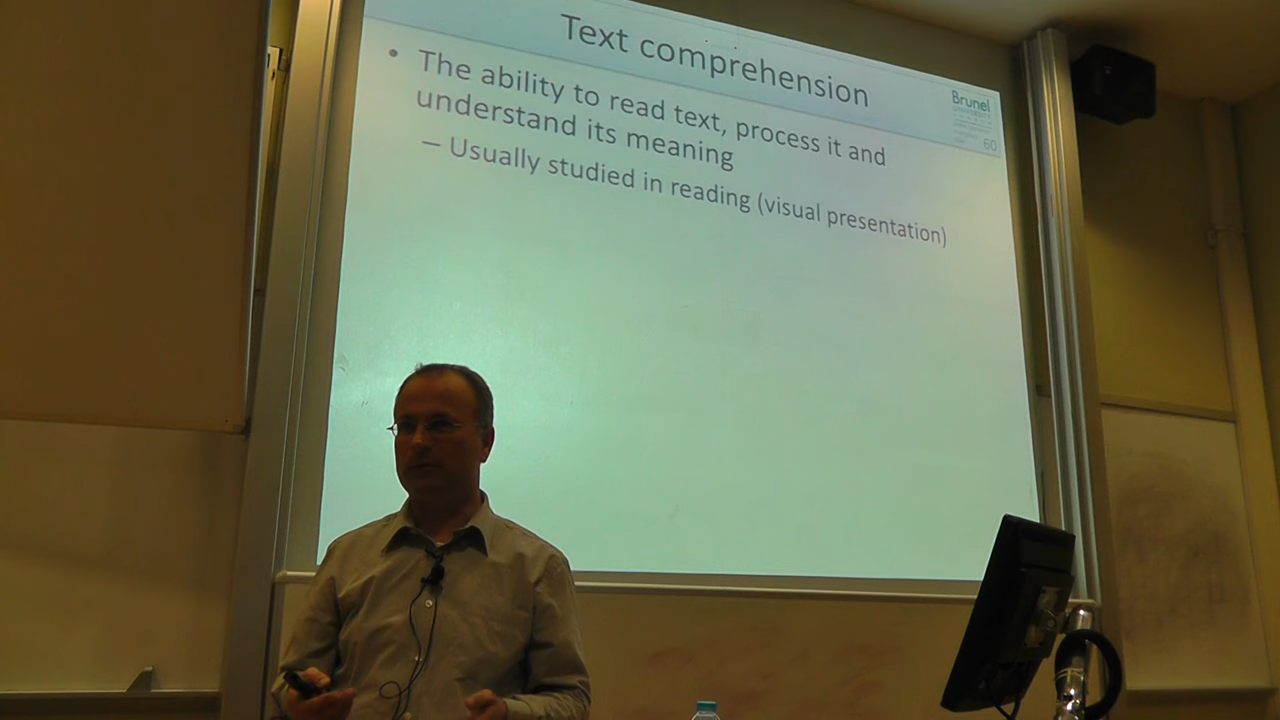 Text comprehension
• The ability to read text, process it and
understand its meaning
– Usually studied in reading (visual presentation)
Brunel
UNIVERSITY
60